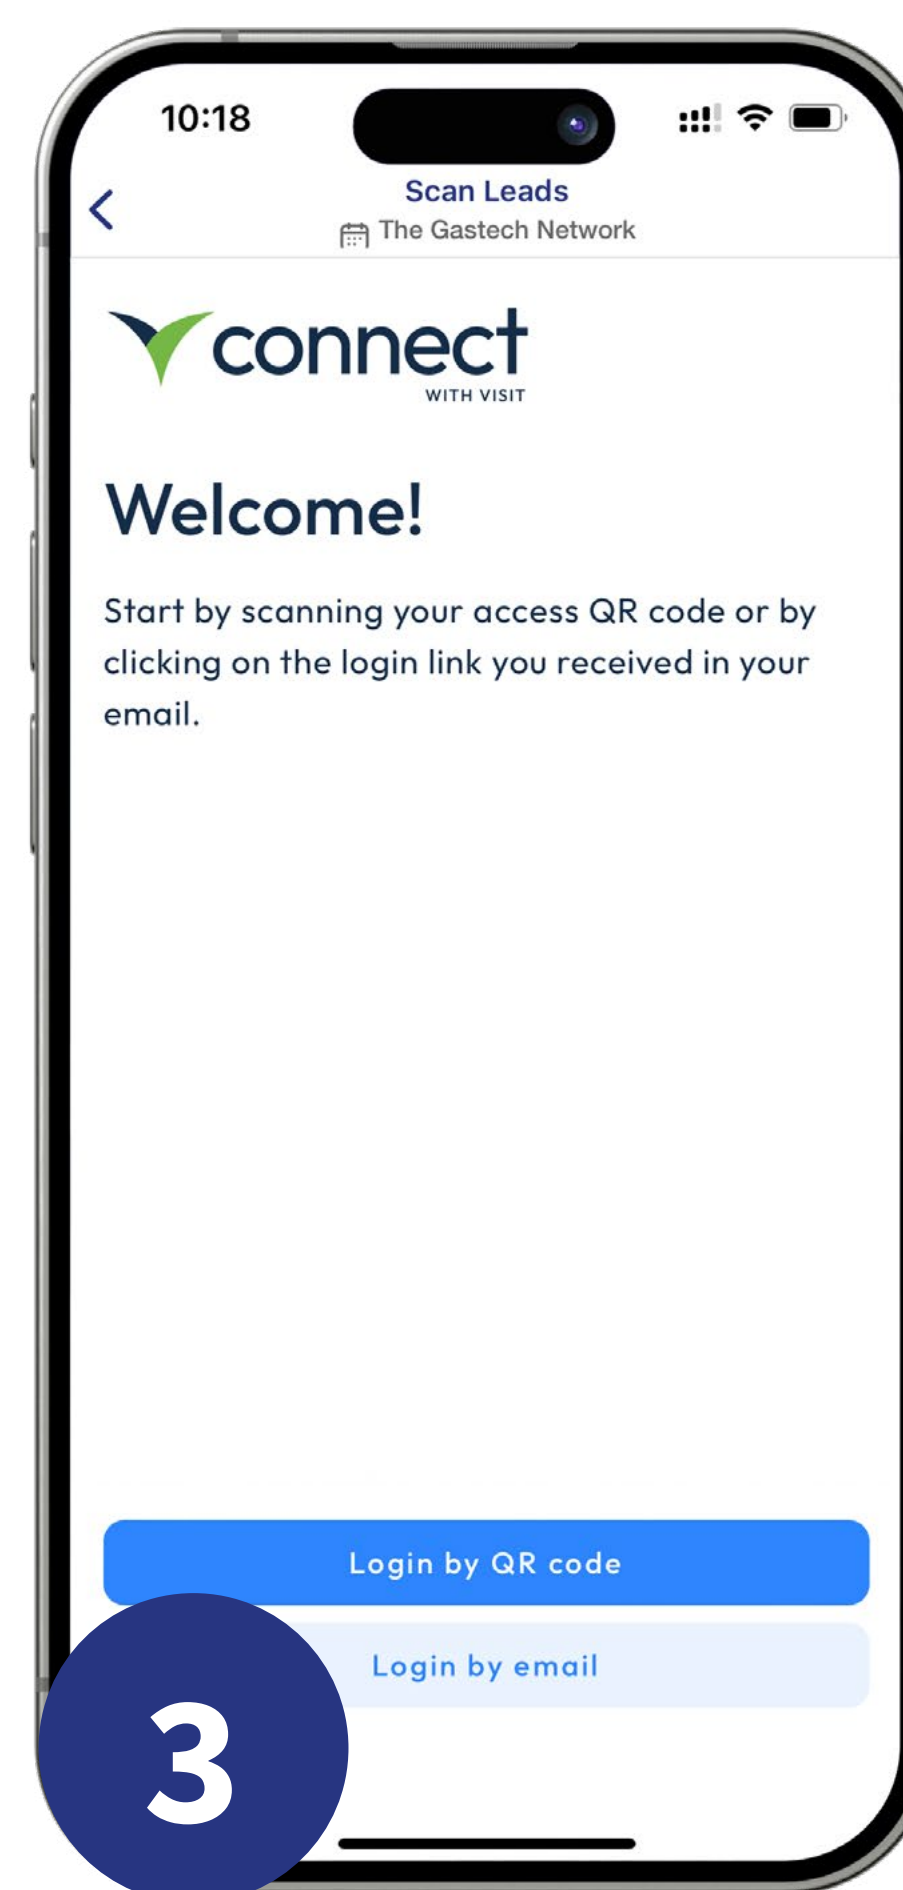 10:18
Scan Leads
The Gastech Network
connect
WITH VISIT
Welcome!
Start by scanning your access QR code or by
clicking on the login link you received in your
email.
Login by QR code
Login by email
3